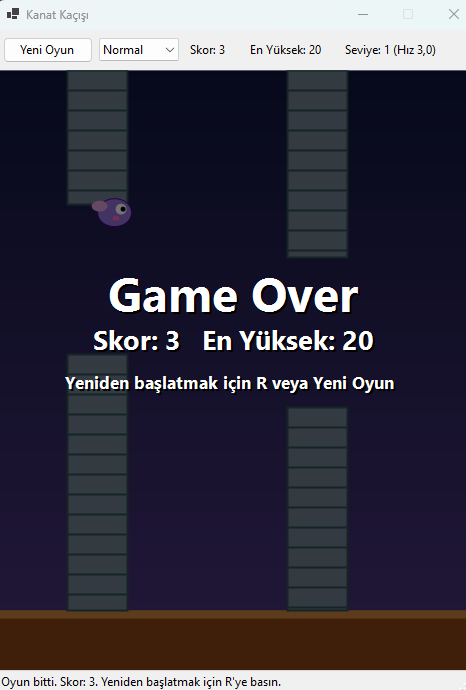 Kanat Kaçışı
Yeni Oyun Normal Skor: 3 En Yüksek: 20 Seviye: 1 (Hız 3,0)
Game Over
Skor: 3 En Yüksek: 20
Yeniden başlatmak için R veya Yeni Oyun
Oyun bitti. Skor: 3. Yeniden başlatmak için R'ye basın.